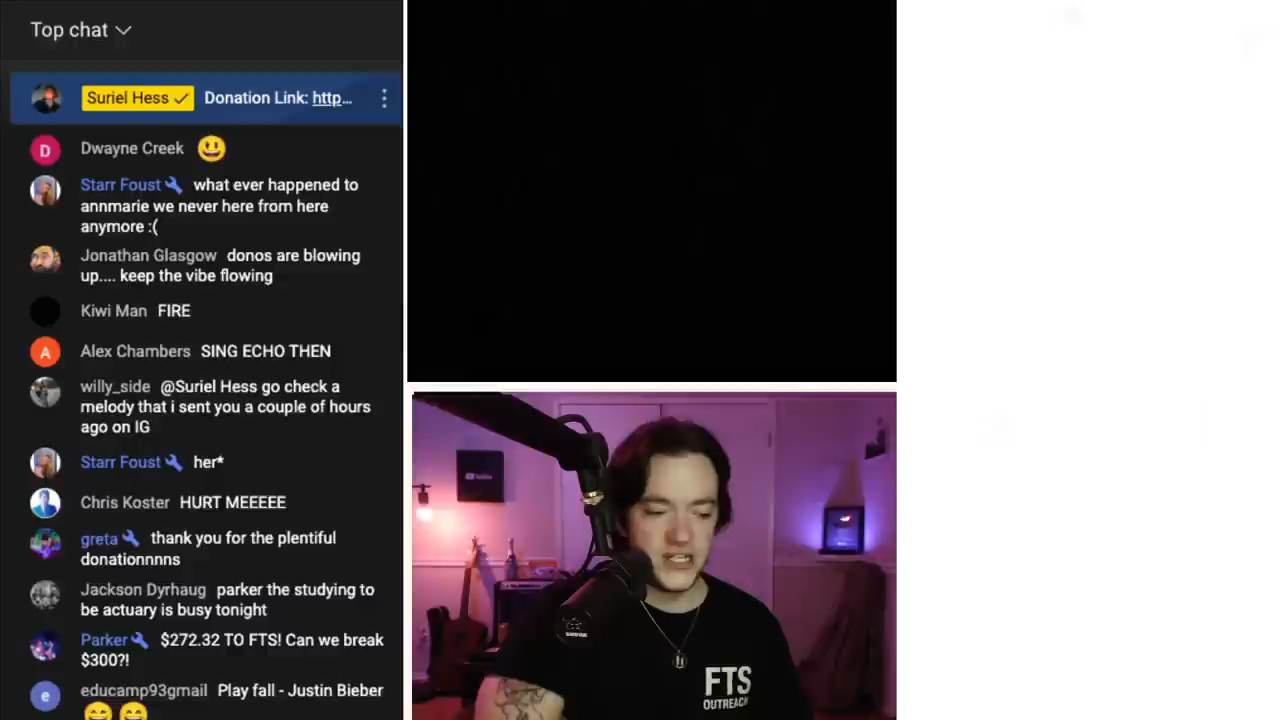 Top chat
Suriel Hess Donation Link: http…
D Dwayne Creek
Starr Foust what ever happened to
annmarie we never here from here
anymore :(
Jonathan Glasgow donos are blowing
up.... keep the vibe flowing
Kiwi Man FIRE
A Alex Chambers SING ECHO THEN
willy_side @Suriel Hess go check a
melody that i sent you a couple of hours
ago on IG
Starr Foust her*
Chris Koster HURT MEEEEE
greta thank you for the plentiful
donationnnns
Jackson Dyrhaug parker the studying to
be actuary is busy tonight
Parker $272.32 TO FTS! Can we break
$300?!
e educamp93gmail Play fall - Justin Bieber
YouTube
SHURE
FTS
OUTREACH